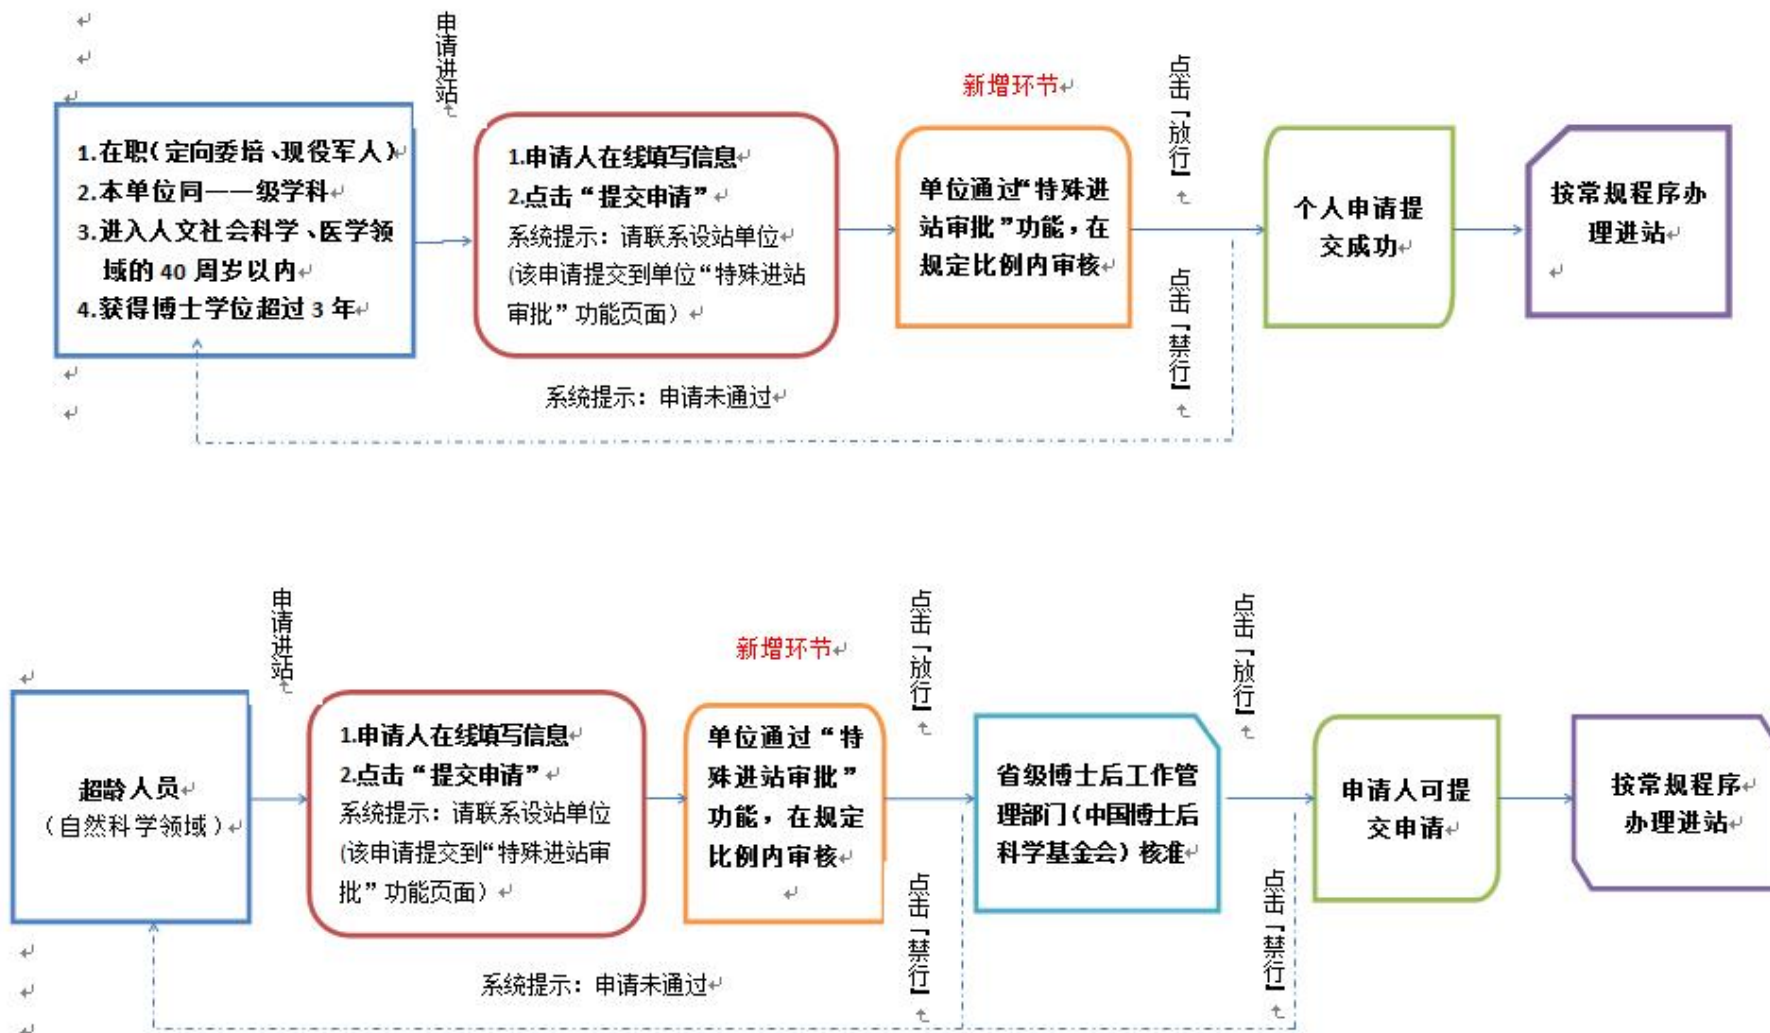 申请进站
新增环节
点击「放行」
1.在职(定向委培、现役军人)
2.本单位同一一级学科
3.进入人文社会科学、医学领
域的 40 周岁以内
4.获得博士学位超过 3 年
1.申请人在线填写信息
2.点击“提交申请”
系统提示：请联系设站单位
(该申请提交到单位“特殊进站
审批”功能页面）
单位通过“特殊进
站审批”功能，在
规定比例内审核
个人申请提
交成功
按常规程序办
理进站
点击「禁行」
系统提示：申请未通过
申请进站
新增环节
点击「放行」
点击「放行」
超龄人员
（自然科学领域）
1.申请人在线填写信息
2.点击“提交申请”
系统提示：请联系设站单位
(该申请提交到“特殊进站审
批”功能页面）
单位通过“特
殊进站审批”
功能，在规定
比例内审核
省级博士后工作管
理部门（中国博士后
科学基金会）核准
申请人可提
交申请
按常规程序
办理进站
点击「禁行」
点击「禁行」
系统提示：申请未通过